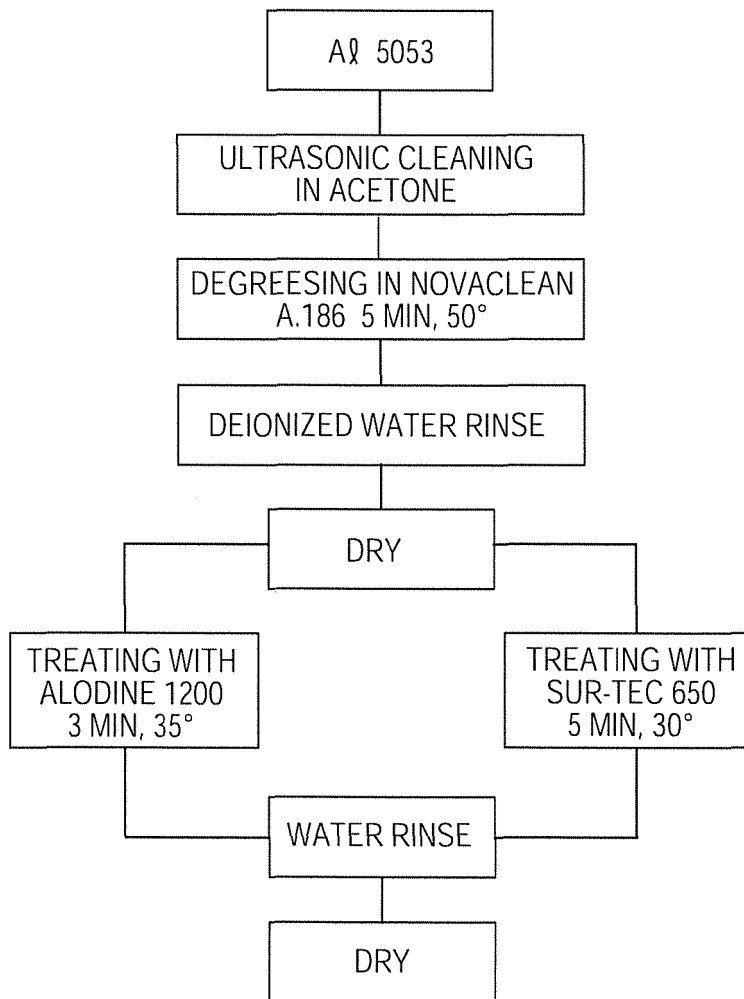 Aℓ 5053
ULTRASONIC CLEANING
IN ACETONE
DEGREESING IN NOVACLEAN
A.186 5 MIN, 50°
DEIONIZED WATER RINSE
DRY
TREATING WITH
ALODINE 1200
3 MIN, 35°
TREATING WITH
SUR-TEC 650
5 MIN, 30°
WATER RINSE
DRY